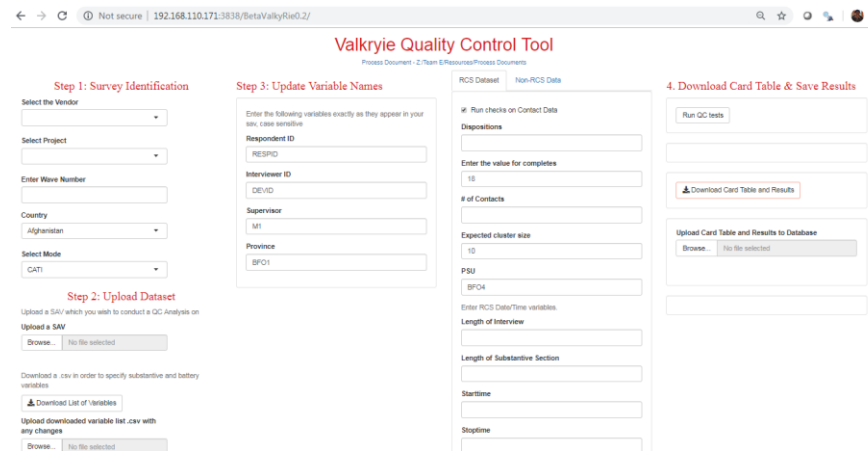 Not secure | 192.168.110.171:3838/BetaValkyRie0.2/
Valkryie Quality Control Tool
Process Document - Z:/Team E/Resources/Process Documents
Step 1: Survey Identification
Select the Vendor
Select Project
Enter Wave Number
Country
Afghanistan
Select Mode
CATI
Step 2: Upload Dataset
Upload a SAV which you wish to conduct a QC Analysis on
Upload a SAV
Browse... No file selected
Download a .csv in order to specify substantive and battery
variables
Download List of Variables
Upload downloaded variable list .csv with
any changes
Browse... No file selected
Step 3: Update Variable Names
Enter the following variables exactly as they appear in your
sav, case sensitive
Respondent ID
RESPID
Interviewer ID
DEVID
Supervisor
M1
Province
BFO1
RCS Dataset Non-RCS Data
Run checks on Contact Data
Dispositions
Enter the value for completes
# of Contacts
Expected cluster size
10
PSU
BFO4
Enter RCS Date/Time variables.
Length of Interview
Length of Substantive Section
Starttime
Stoptime
4. Download Card Table & Save Results
Run QC tests
Download Card Table and Results
Upload Card Table and Results to Database
Browse... No file selected